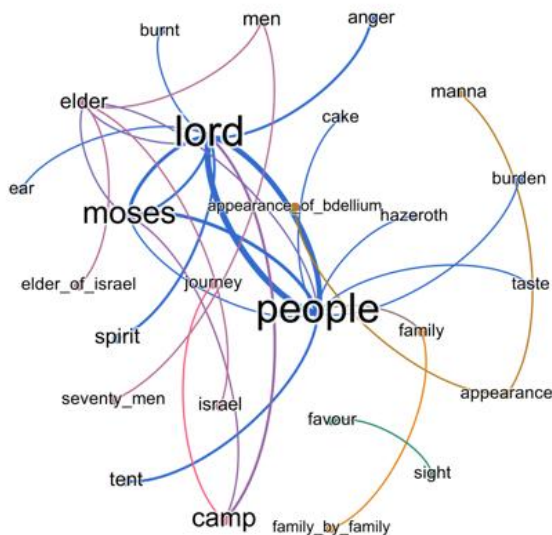 men
anger
burnt
elder
manna
cake
lord
ear
burden
appearance_of_bdellium
moses
hazeroth
elder_of_israel
journey
taste
people
spirit
family
seventy_men
israel
appearance
favour
tent
sight
camp
family_by_family